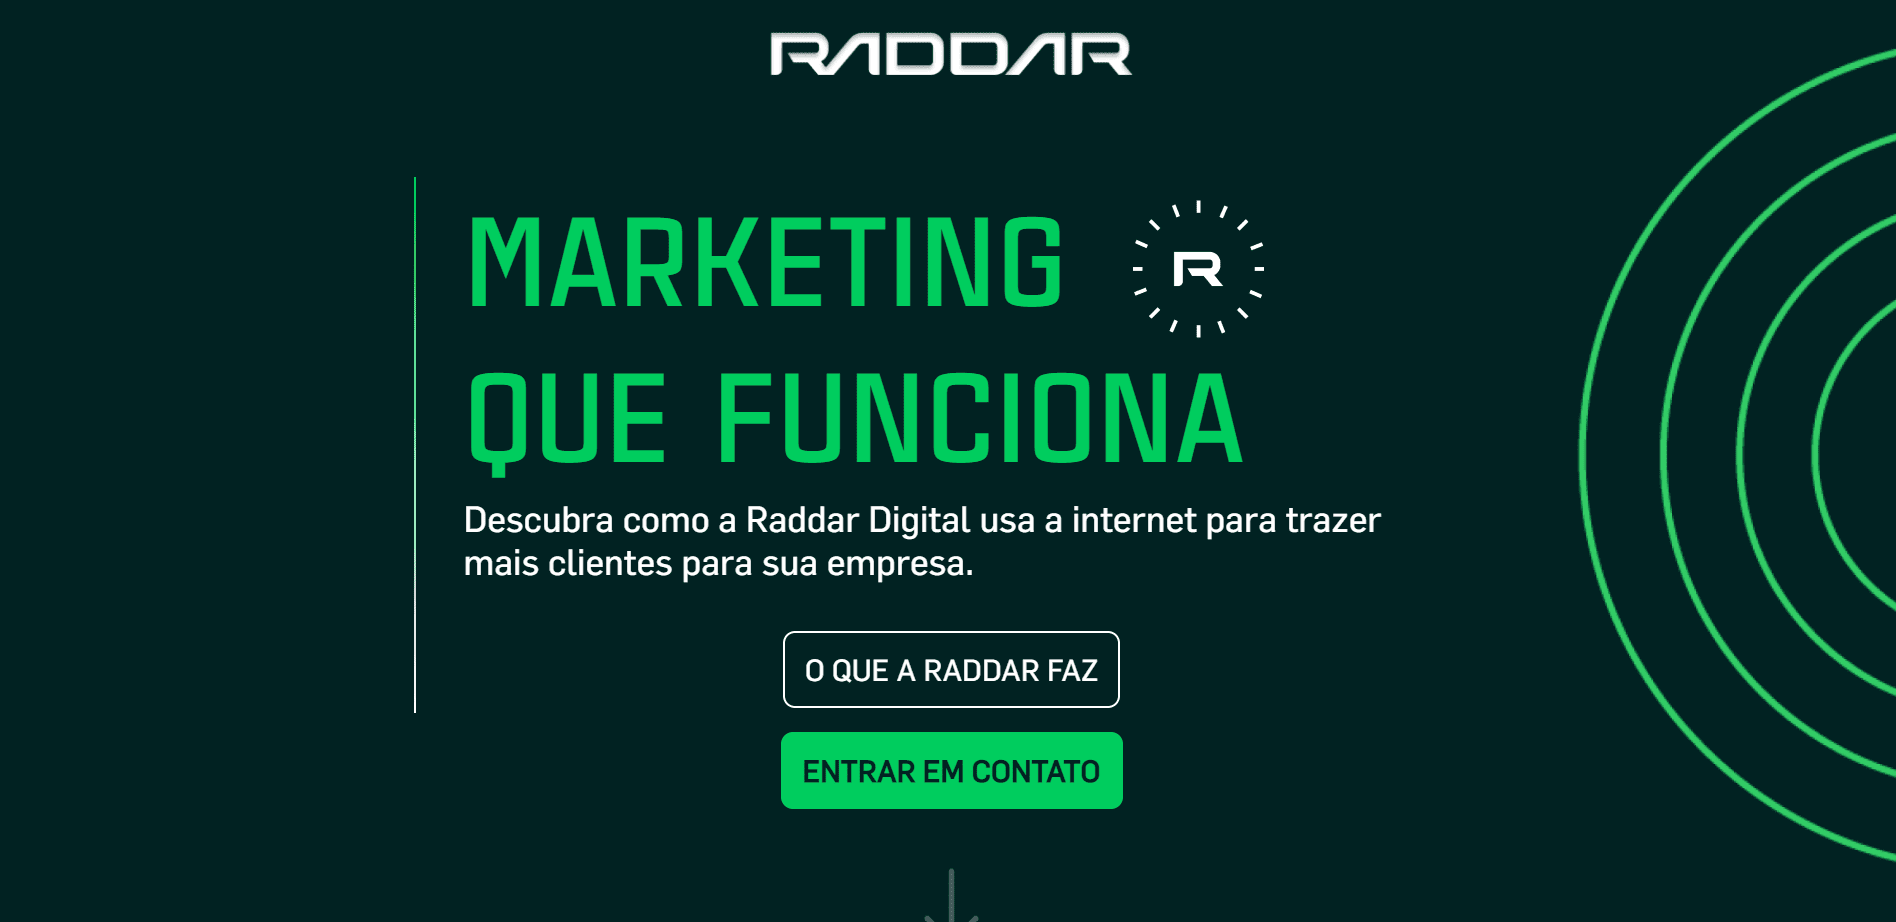 RADDAR
MARKETING
R
QUE FUNCIONA
Descubra como a Raddar Digital usa a internet para trazer
mais clientes para sua empresa.
O QUE A RADDAR FAZ
ENTRAR EM CONTATO